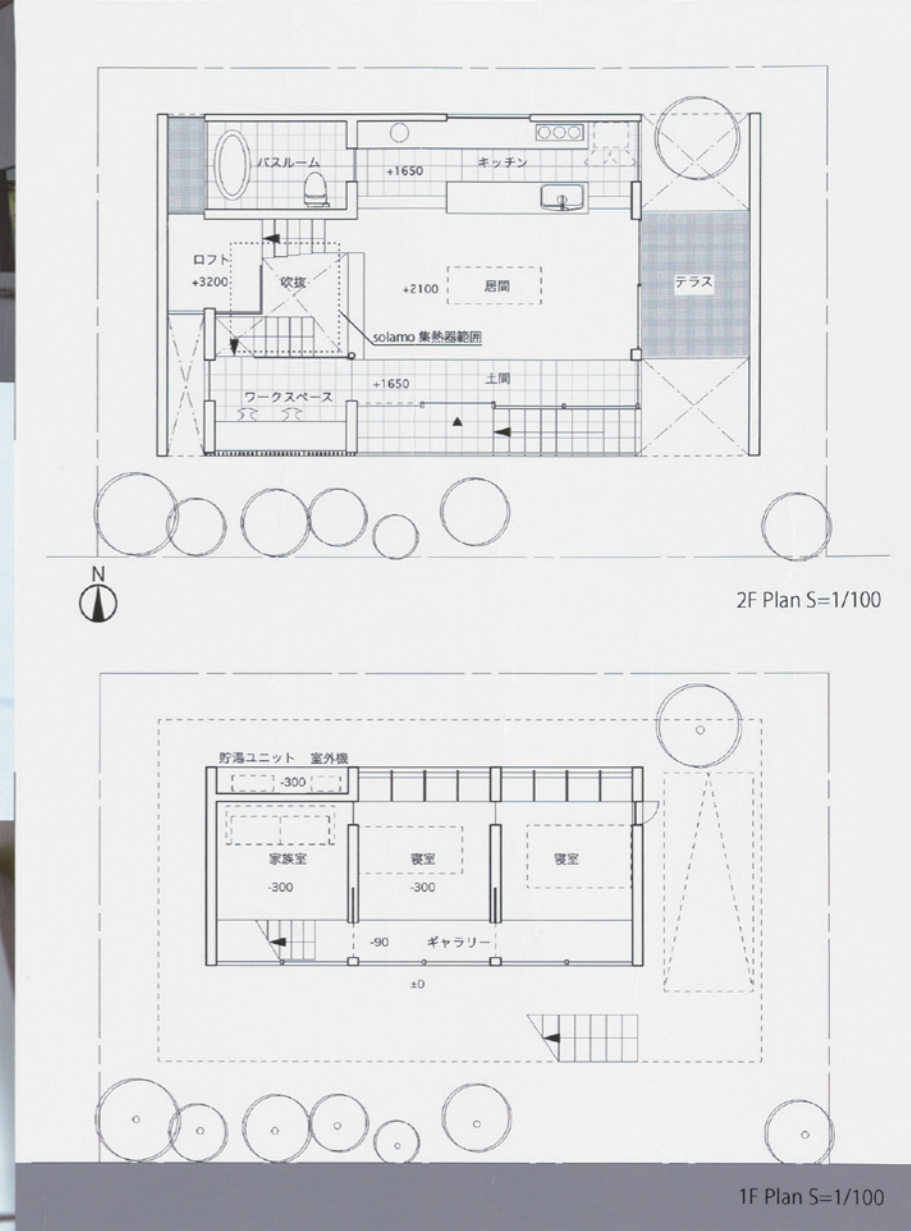 バスルーム
キッチン
+1650
ロフト
+3200
吹抜
+2100
居間
テラス
solamo 集熱器範囲
+1650
土間
ワークスペース
N
2F Plan S=1/100
貯湯ユニット 室外機
-300
家族室
-300
寝室
-300
寝室
-90
ギャラリー
±0
1F Plan S=1/100